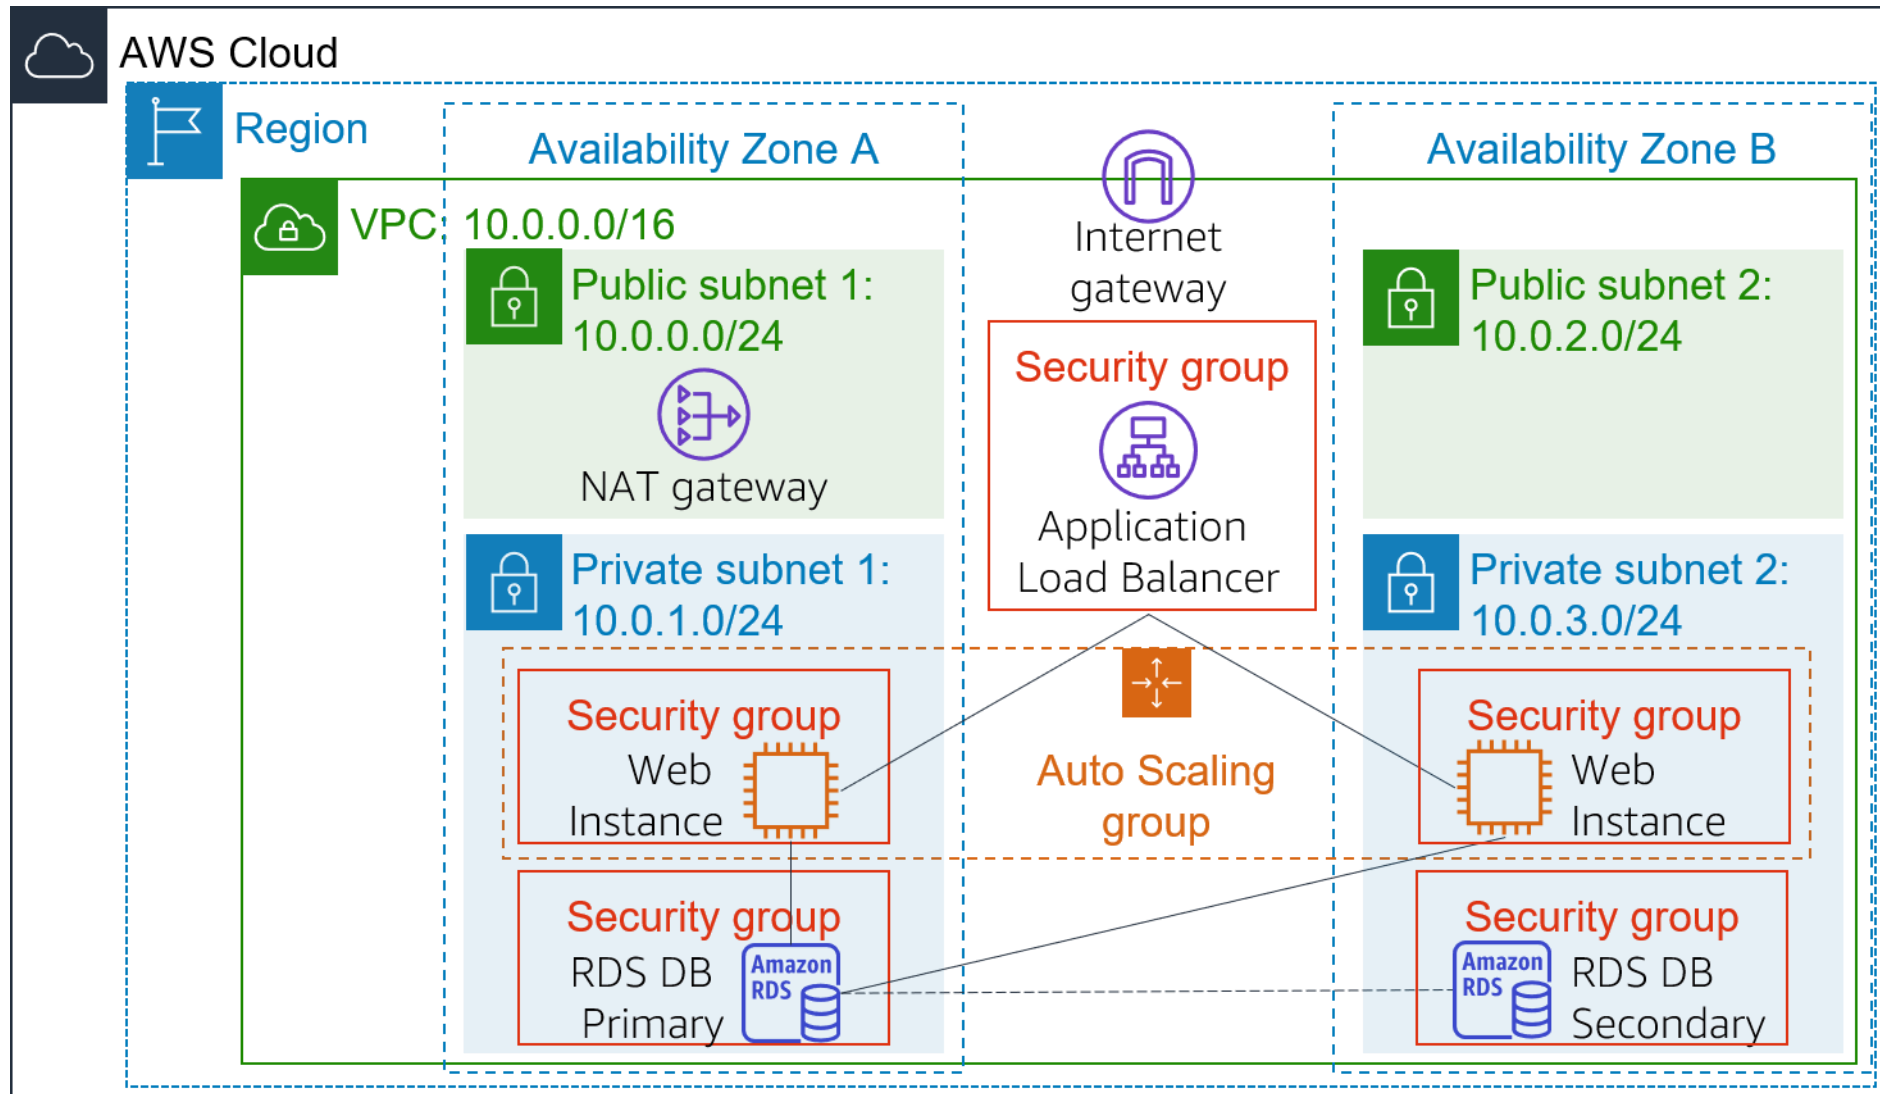 AWS Cloud
Region
Availability Zone A
Availability Zone B
VPC: 10.0.0.0/16
Internet
gateway
Public subnet 1:
10.0.0.0/24
NAT gateway
Security group
Application
Load Balancer
Public subnet 2:
10.0.2.0/24
Private subnet 1:
10.0.1.0/24
Private subnet 2:
10.0.3.0/24
Security group
Web
Instance
Auto Scaling
group
Security group
Web
Instance
Security group
RDS DB
Primary
Amazon
RDS
Security group
Amazon
RDS
RDS DB
Secondary